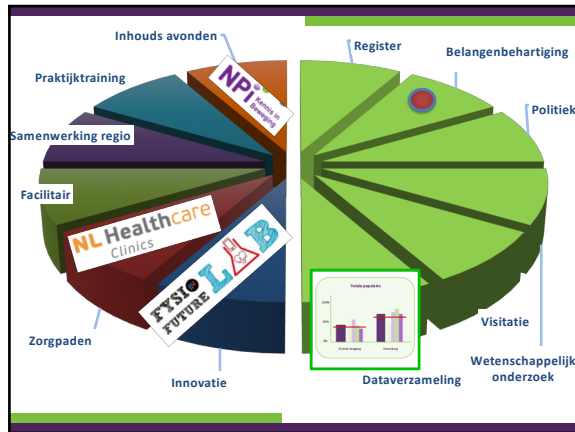 Inhouds avonden
Register
Belangenbehartiging
Praktijktraining
Politiek
NPi Kennis in
Beweging
Samenwerking regio
Facilitair
NL Healthcare
Clinics
FYSIO
FUTURE
LAB
Totale populatie
Zorgpaden
Innovatie
Dataverzameling
Visitatie
Wetenschappelijk
onderzoek